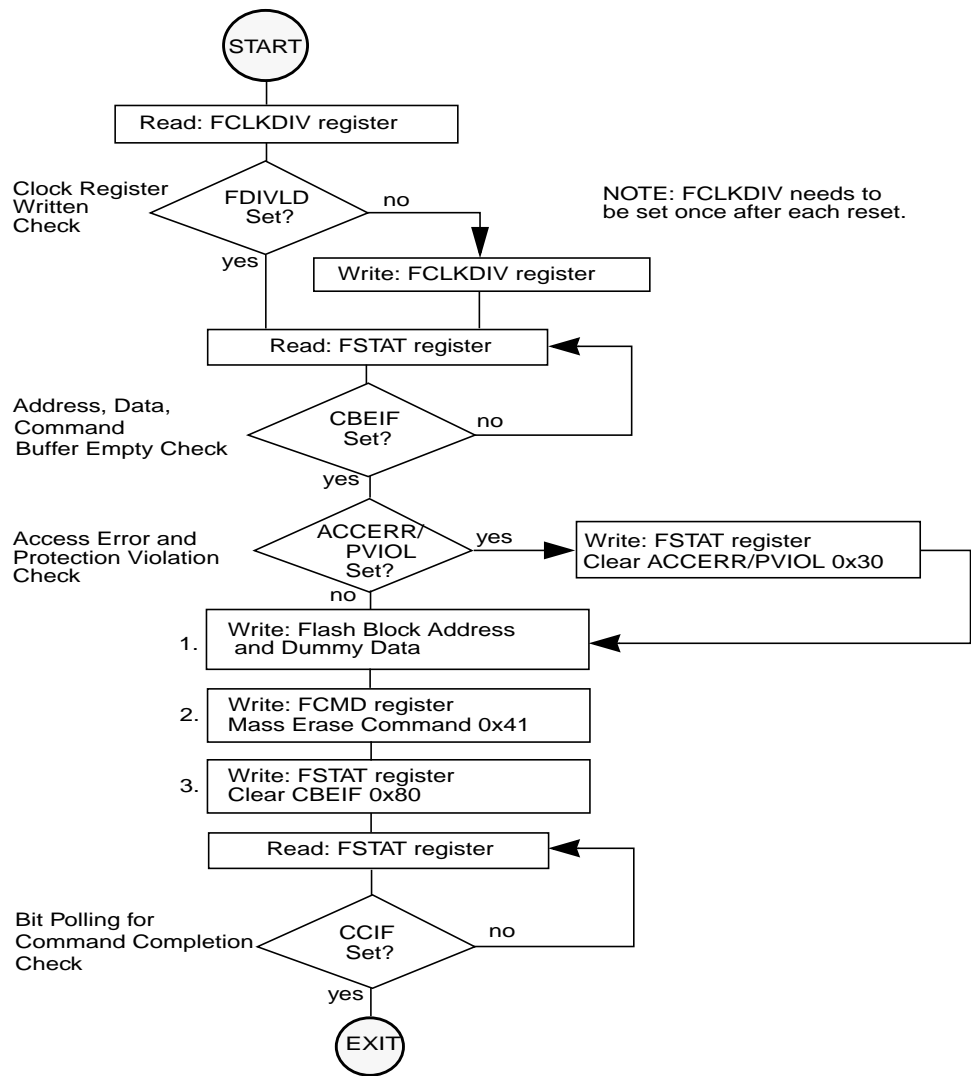 START
Read: FCLKDIV register
Clock Register
Written
Check
FDIVLD
Set?
no
yes
NOTE: FCLKDIV needs to
be set once after each reset.
Write: FCLKDIV register
Read: FSTAT register
Address, Data,
Command
Buffer Empty Check
CBEIF
Set?
no
yes
Access Error and
Protection Violation
Check
ACCERR/
PVIOL
Set?
yes
no
Write: FSTAT register
Clear ACCERR/PVIOL 0x30
1.
Write: Flash Block Address
and Dummy Data
2.
Write: FCMD register
Mass Erase Command 0x41
3.
Write: FSTAT register
Clear CBEIF 0x80
Read: FSTAT register
Bit Polling for
Command Completion
Check
CCIF
Set?
no
yes
EXIT